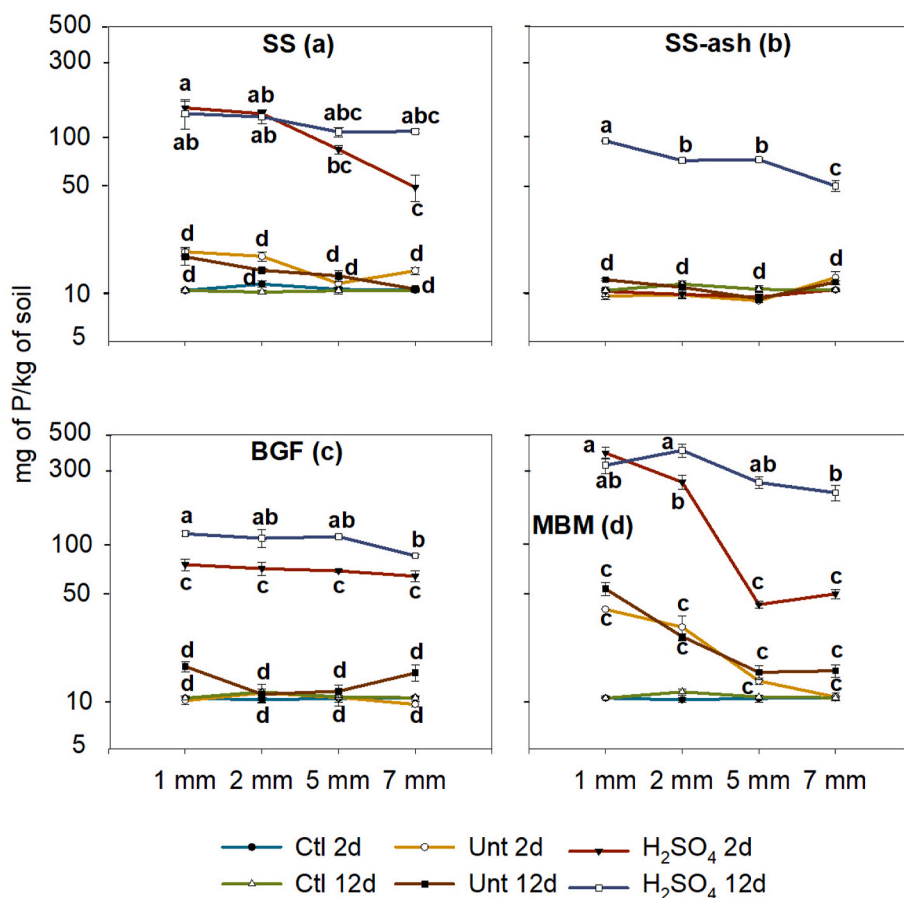 mg of P/kg of soil
500
300
100
50
10
5
SS (a)
a
ab
abc
abc
ab
ab
bc
c
d
d
d
d
d
d
d
SS-ash (b)
a
b
b
c
d
d
d
d
500
300
100
50
10
5
BGF (c)
a
ab
ab
b
c
c
c
c
d
d
d
d
d
d
d
d
MBM (d)
a
a
ab
b
ab
b
c
c
c
c
c
c
c
c
c
c
1 mm 2 mm 5 mm 7 mm
1 mm 2 mm 5 mm 7 mm
Ctl 2d Unt 2d H₂SO₄ 2d
Ctl 12d Unt 12d H₂SO₄ 12d